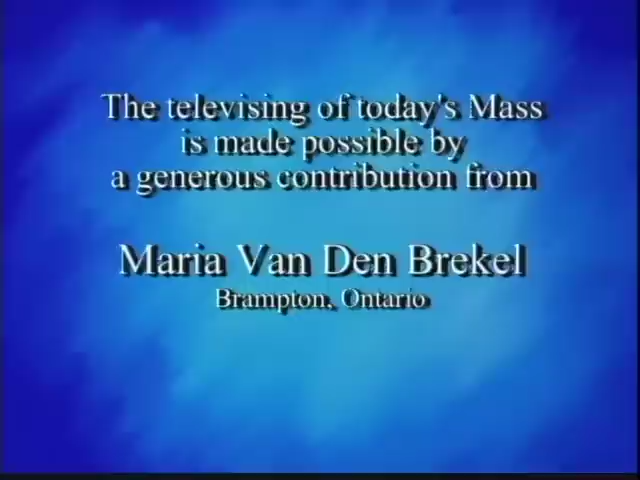 The televising of today's Mass
is made possible by
a generous contribution from
Maria Van Den Brekel
Brampton, Ontario